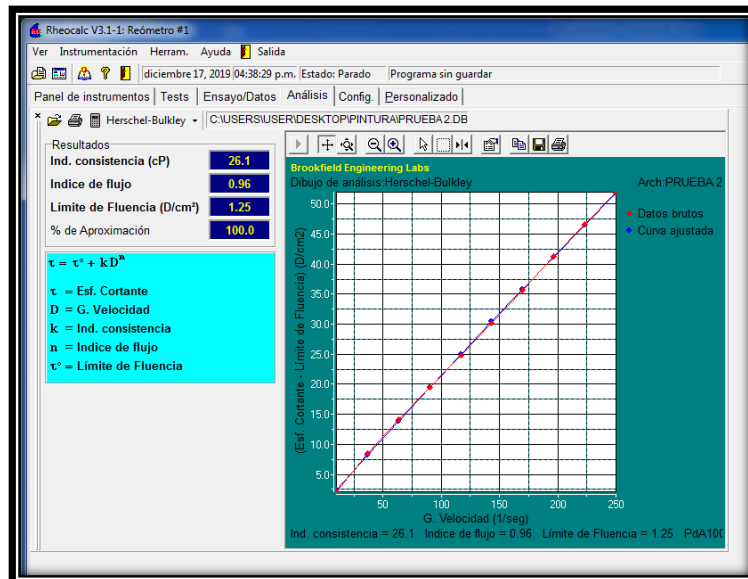 Rheocalc V3.1-1: Reómetro #1
Ver Instrumentación Herram. Ayuda Salida
diciembre 17, 2019 04:38:29 p.m. Estado: Parado Programa sin guardar
Panel de instrumentos Tests Ensayo/Datos Análisis Config. Personalizado
Herschel-Bulkley C:\USERS\USER\DESKTOP\PINTURA\PRUEBA 2.DB
Resultados
Ind. consistencia (cP) 26.1
Indice de flujo 0.96
Límite de Fluencia (D/cm²) 1.25
% de Aproximación 100.0
τ = τ° + kDⁿ
τ = Esf. Cortante
D = G. Velocidad
k = Ind. consistencia
n = Indice de flujo
τ° = Límite de Fluencia
Brookfield Engineering Labs
Dibujo de análisis:Herschel-Bulkley Arch:PRUEBA 2
Datos brutos
Curva ajustada
(Esf. Cortante - Límite de Fluencia) (D/cm2)
50.0
45.0
40.0
35.0
30.0
25.0
20.0
15.0
10.0
5.0
50 100 150 200 250
G. Velocidad (1/seg)
Ind. consistencia = 26.1 Indice de flujo = 0.96 Límite de Fluencia = 1.25